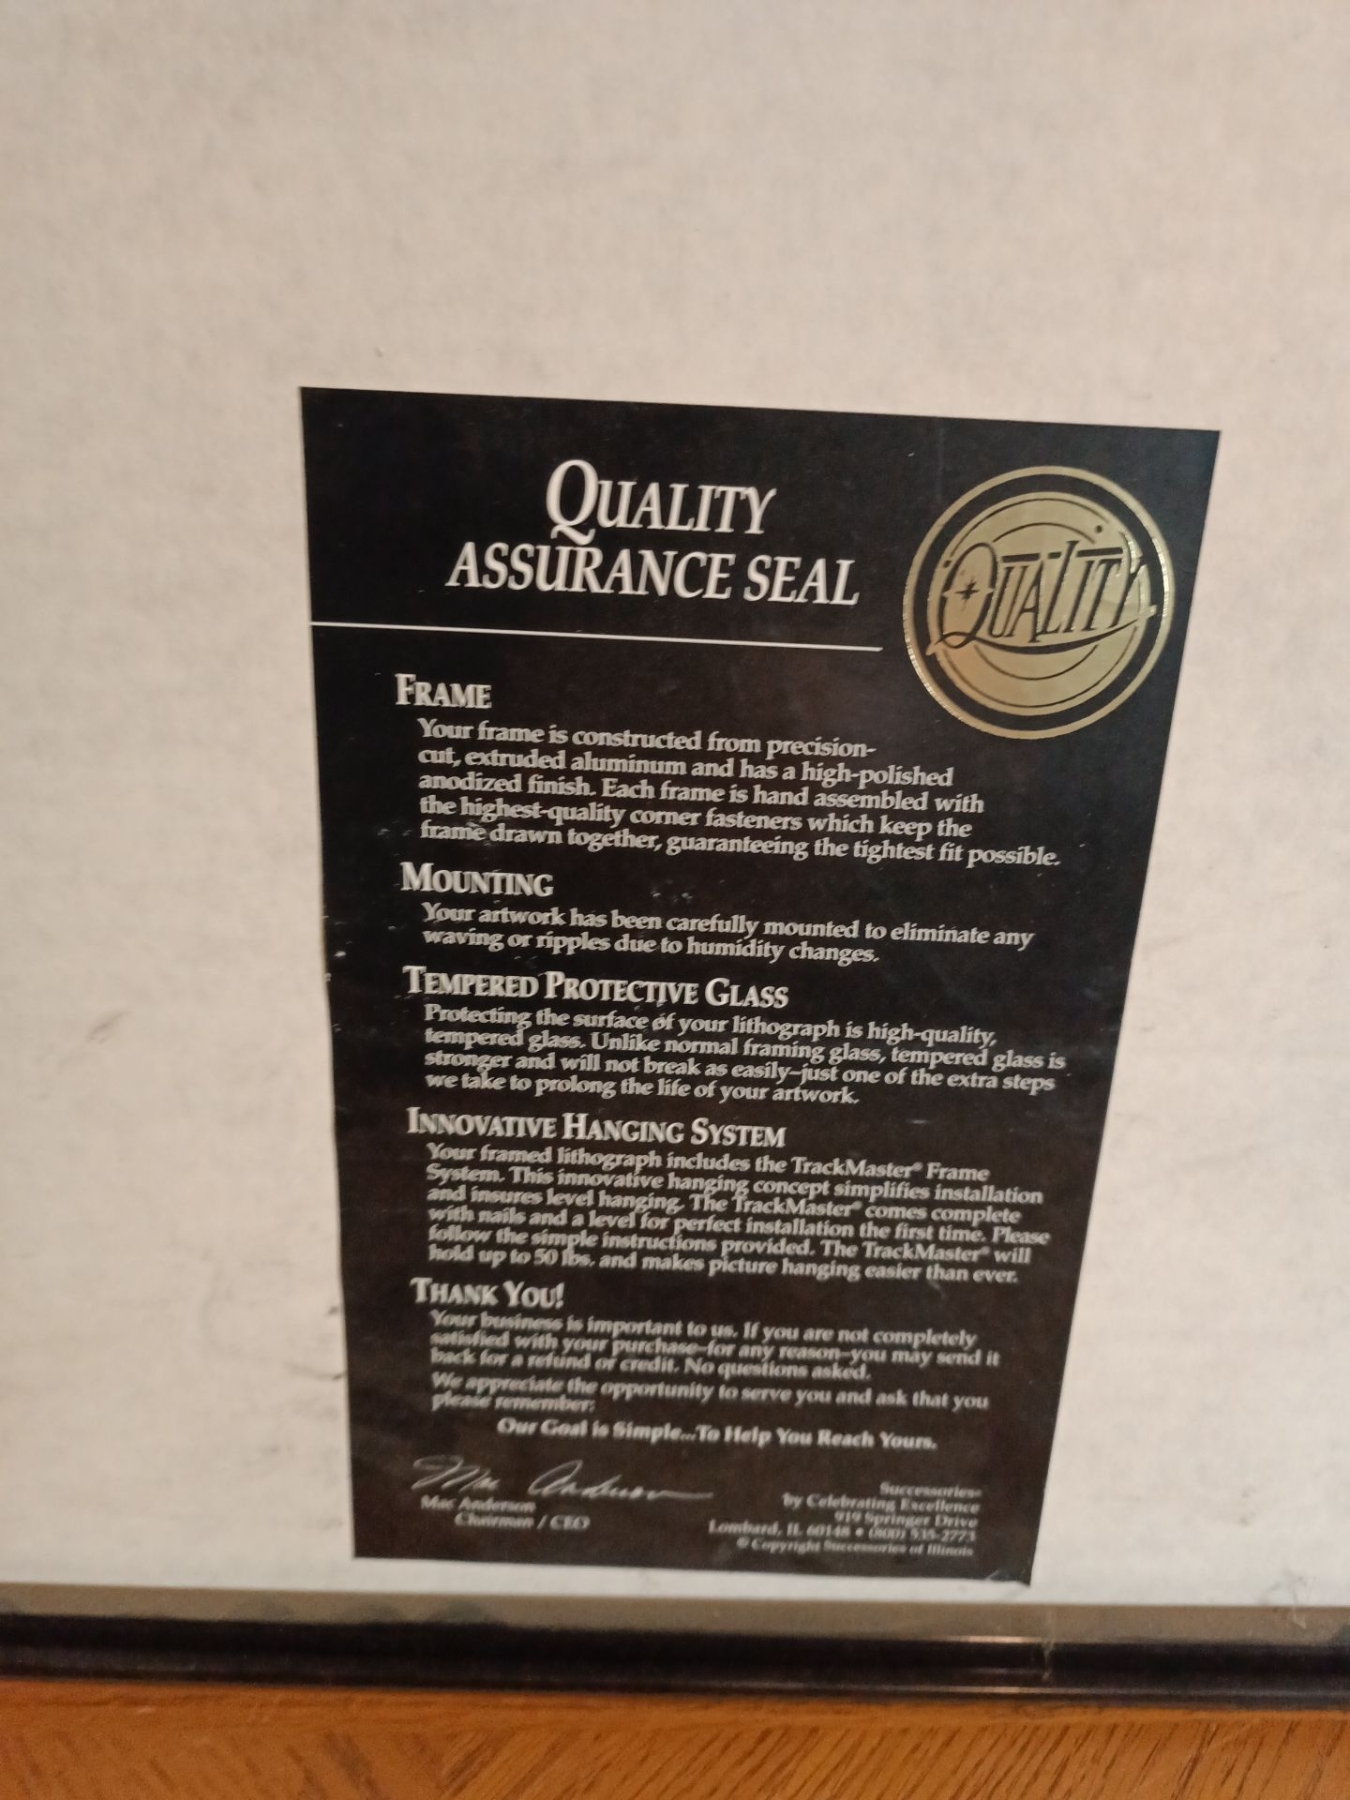 QUALITY
ASSURANCE SEAL
QUALITY
FRAME
Your frame is constructed from precision-
cut, extruded aluminum and has a high-polished
anodized finish. Each frame is hand assembled with
the highest-quality corner fasteners which keep the
frame drawn together, guaranteeing the tightest fit possible.
MOUNTING
Your artwork has been carefully mounted to eliminate any
waving or ripples due to humidity changes.
TEMPERED PROTECTIVE GLASS
Protecting the surface of your lithograph is high-quality,
tempered glass. Unlike normal framing glass, tempered glass is
stronger and will not break as easily–just one of the extra steps
we take to prolong the life of your artwork.
INNOVATIVE HANGING SYSTEM
Your framed lithograph includes the TrackMaster® Frame
System. This innovative hanging concept simplifies installation
and insures level hanging. The TrackMaster® comes complete
with nails and a level for perfect installation the first time. Please
follow the simple instructions provided. The TrackMaster® will
hold up to 50 lbs. and makes picture hanging easier than ever.
THANK YOU!
Your business is important to us. If you are not completely
satisfied with your purchase–for any reason–you may send it
back for a refund or credit. No questions asked.
We appreciate the opportunity to serve you and ask that you
please remember:
Our Goal is Simple...To Help You Reach Yours.
Mac Anderson
Mac Anderson
Chairman / CEO
Successories
by Celebrating Excellence
919 Springer Drive
Lombard, IL 60148 • (800) 535-2773
© Copyright Successories of Illinois